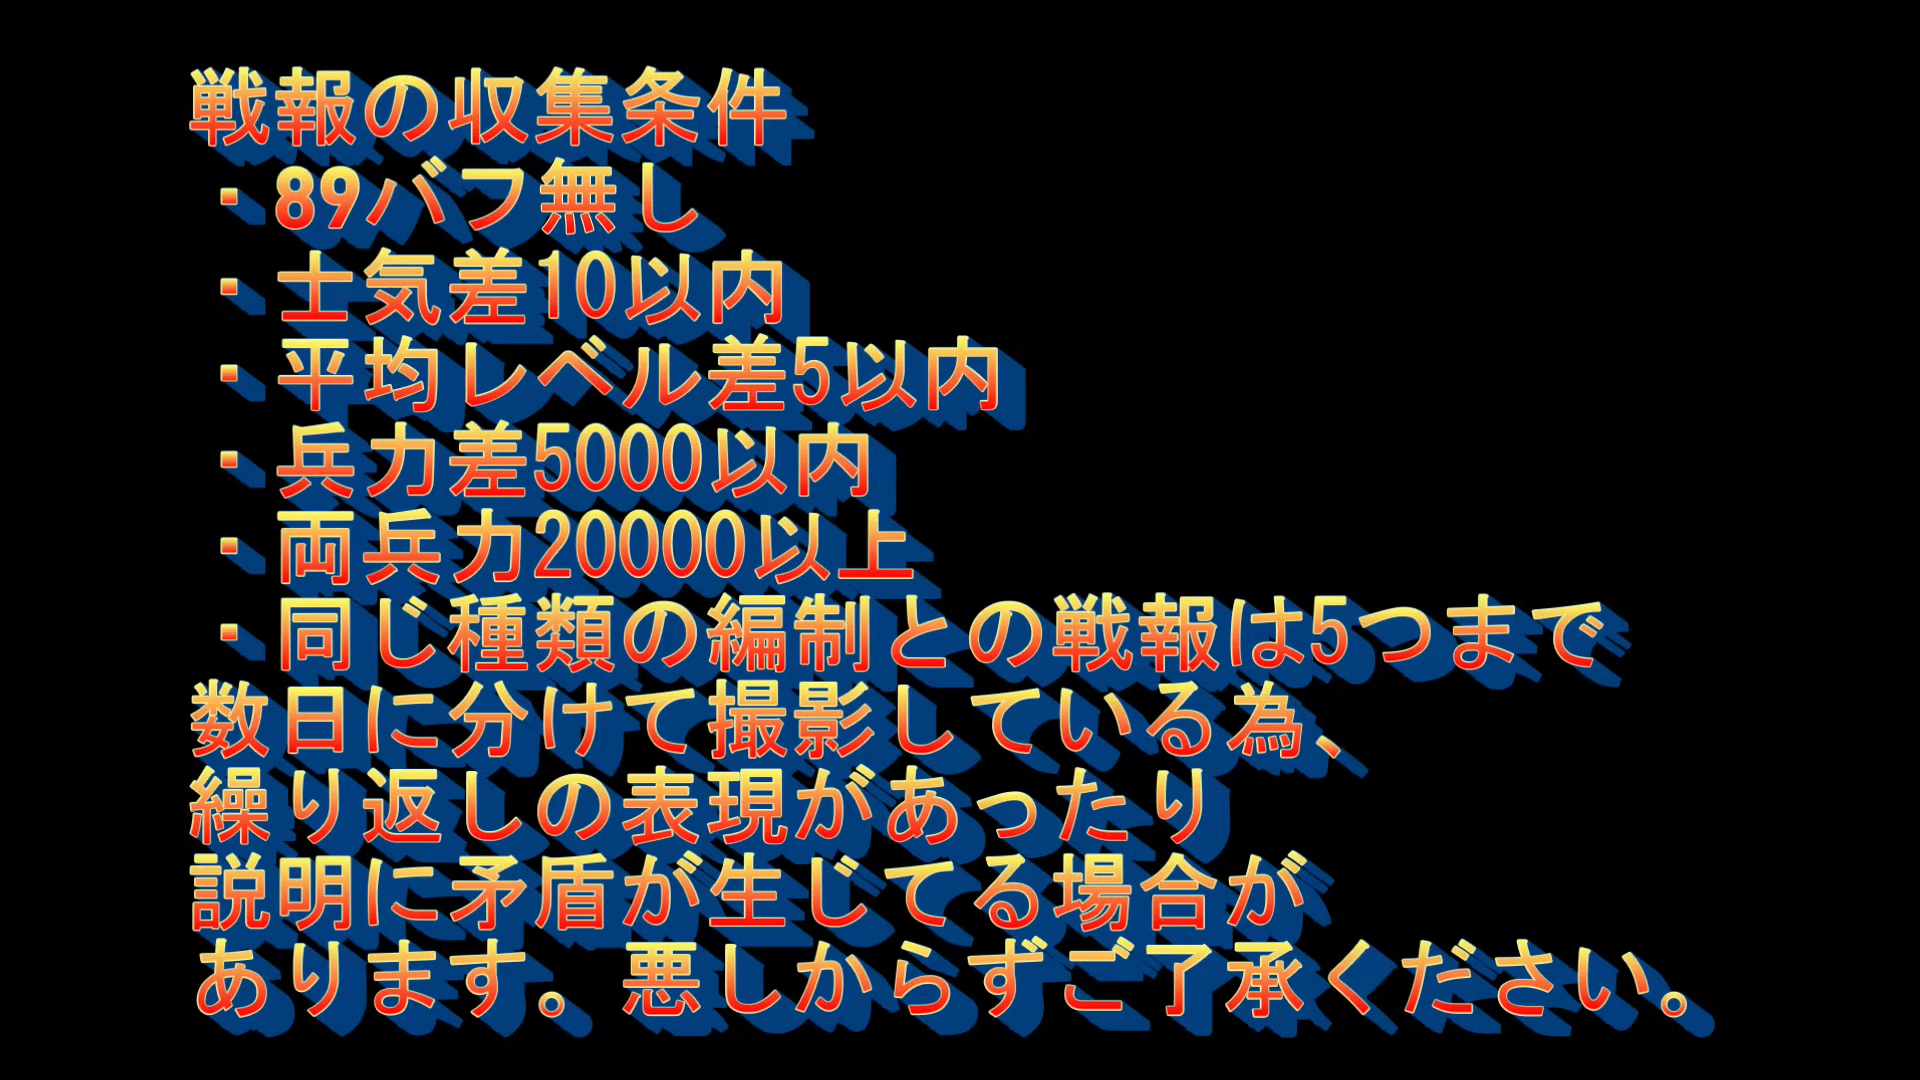 戦報の収集条件
・89バフ無し
・士気差10以内
・平均レベル差5以内
・兵力差5000以内
・両兵力20000以上
・同じ種類の編制との戦報は5つまで
数日に分けて撮影している為、
繰り返しの表現があったり
説明に矛盾が生じてる場合が
あります。悪しからずご了承ください。